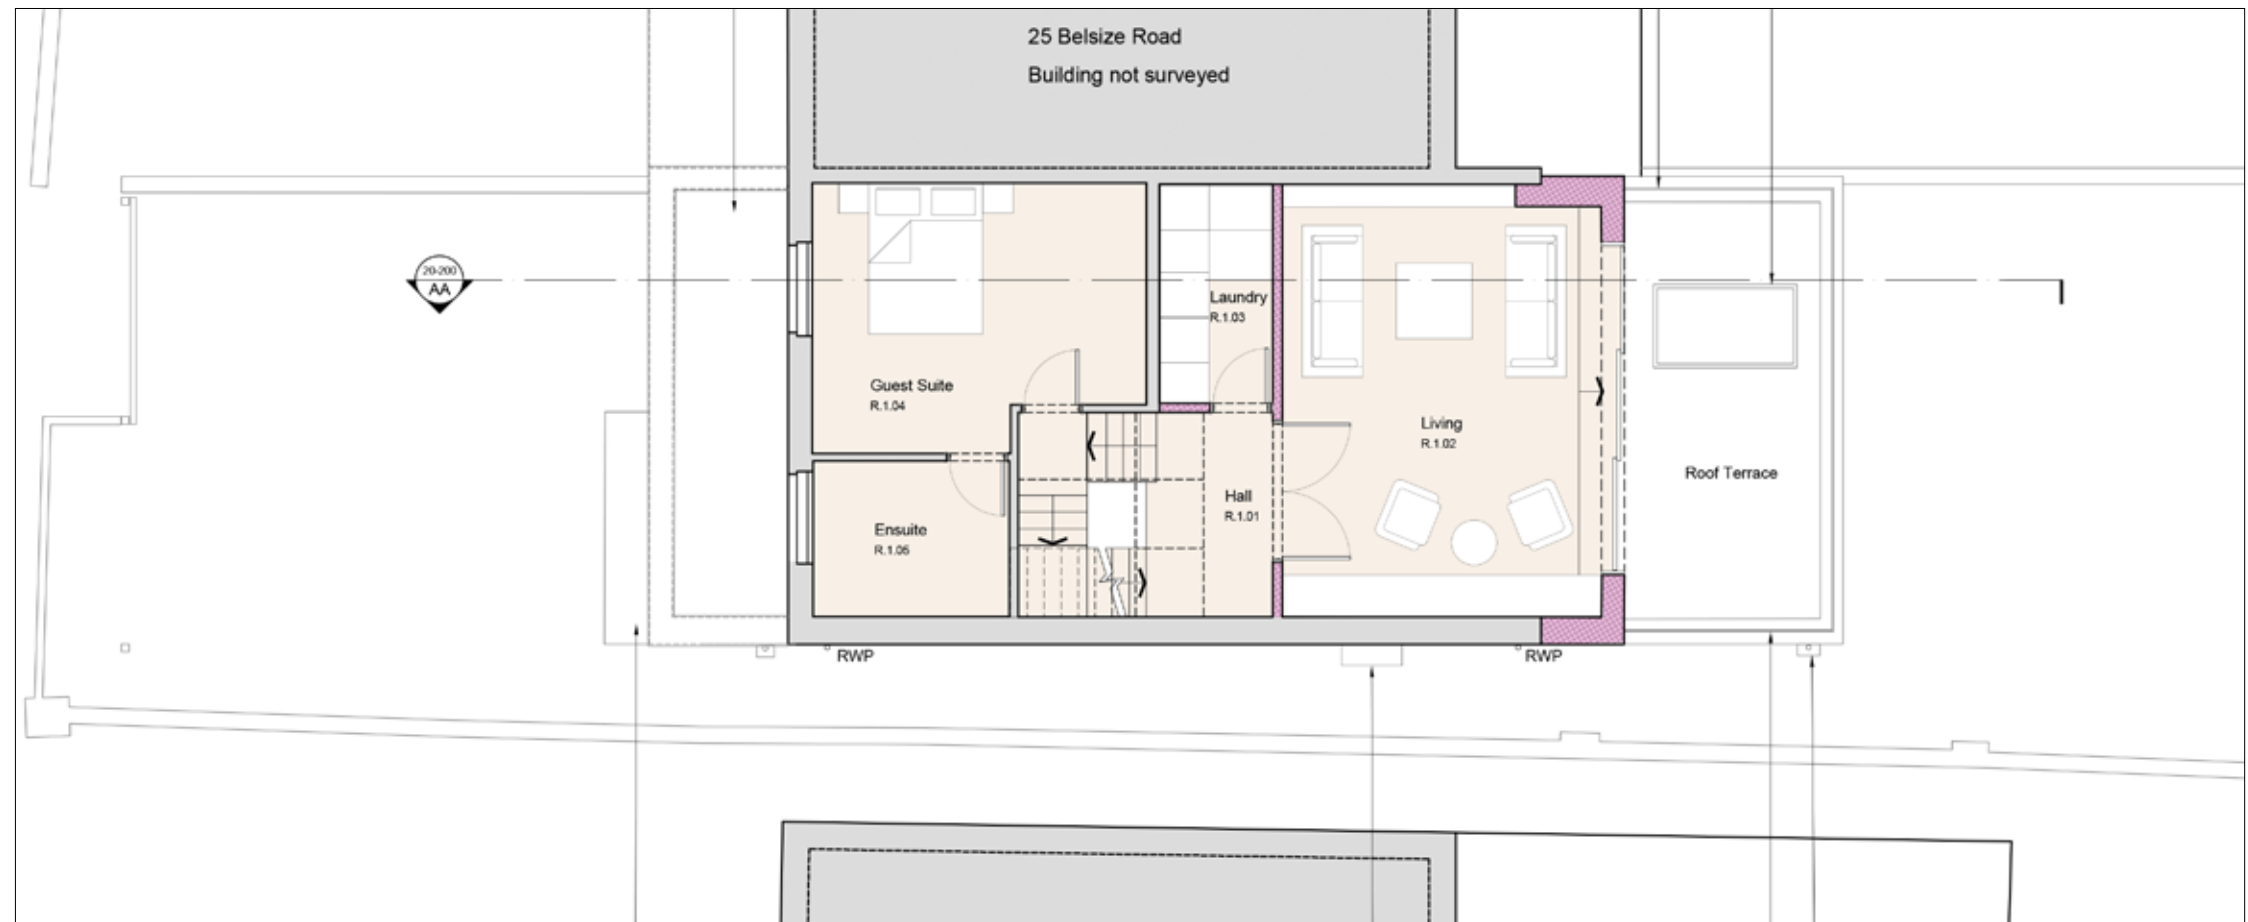 25 Belsize Road
Building not surveyed
20-200
AA
Laundry
R.1.03
Guest Suite
R.1.04
Living
R.1.02
Roof Terrace
Hall
R.1.01
Ensuite
R.1.05
RWP
RWP